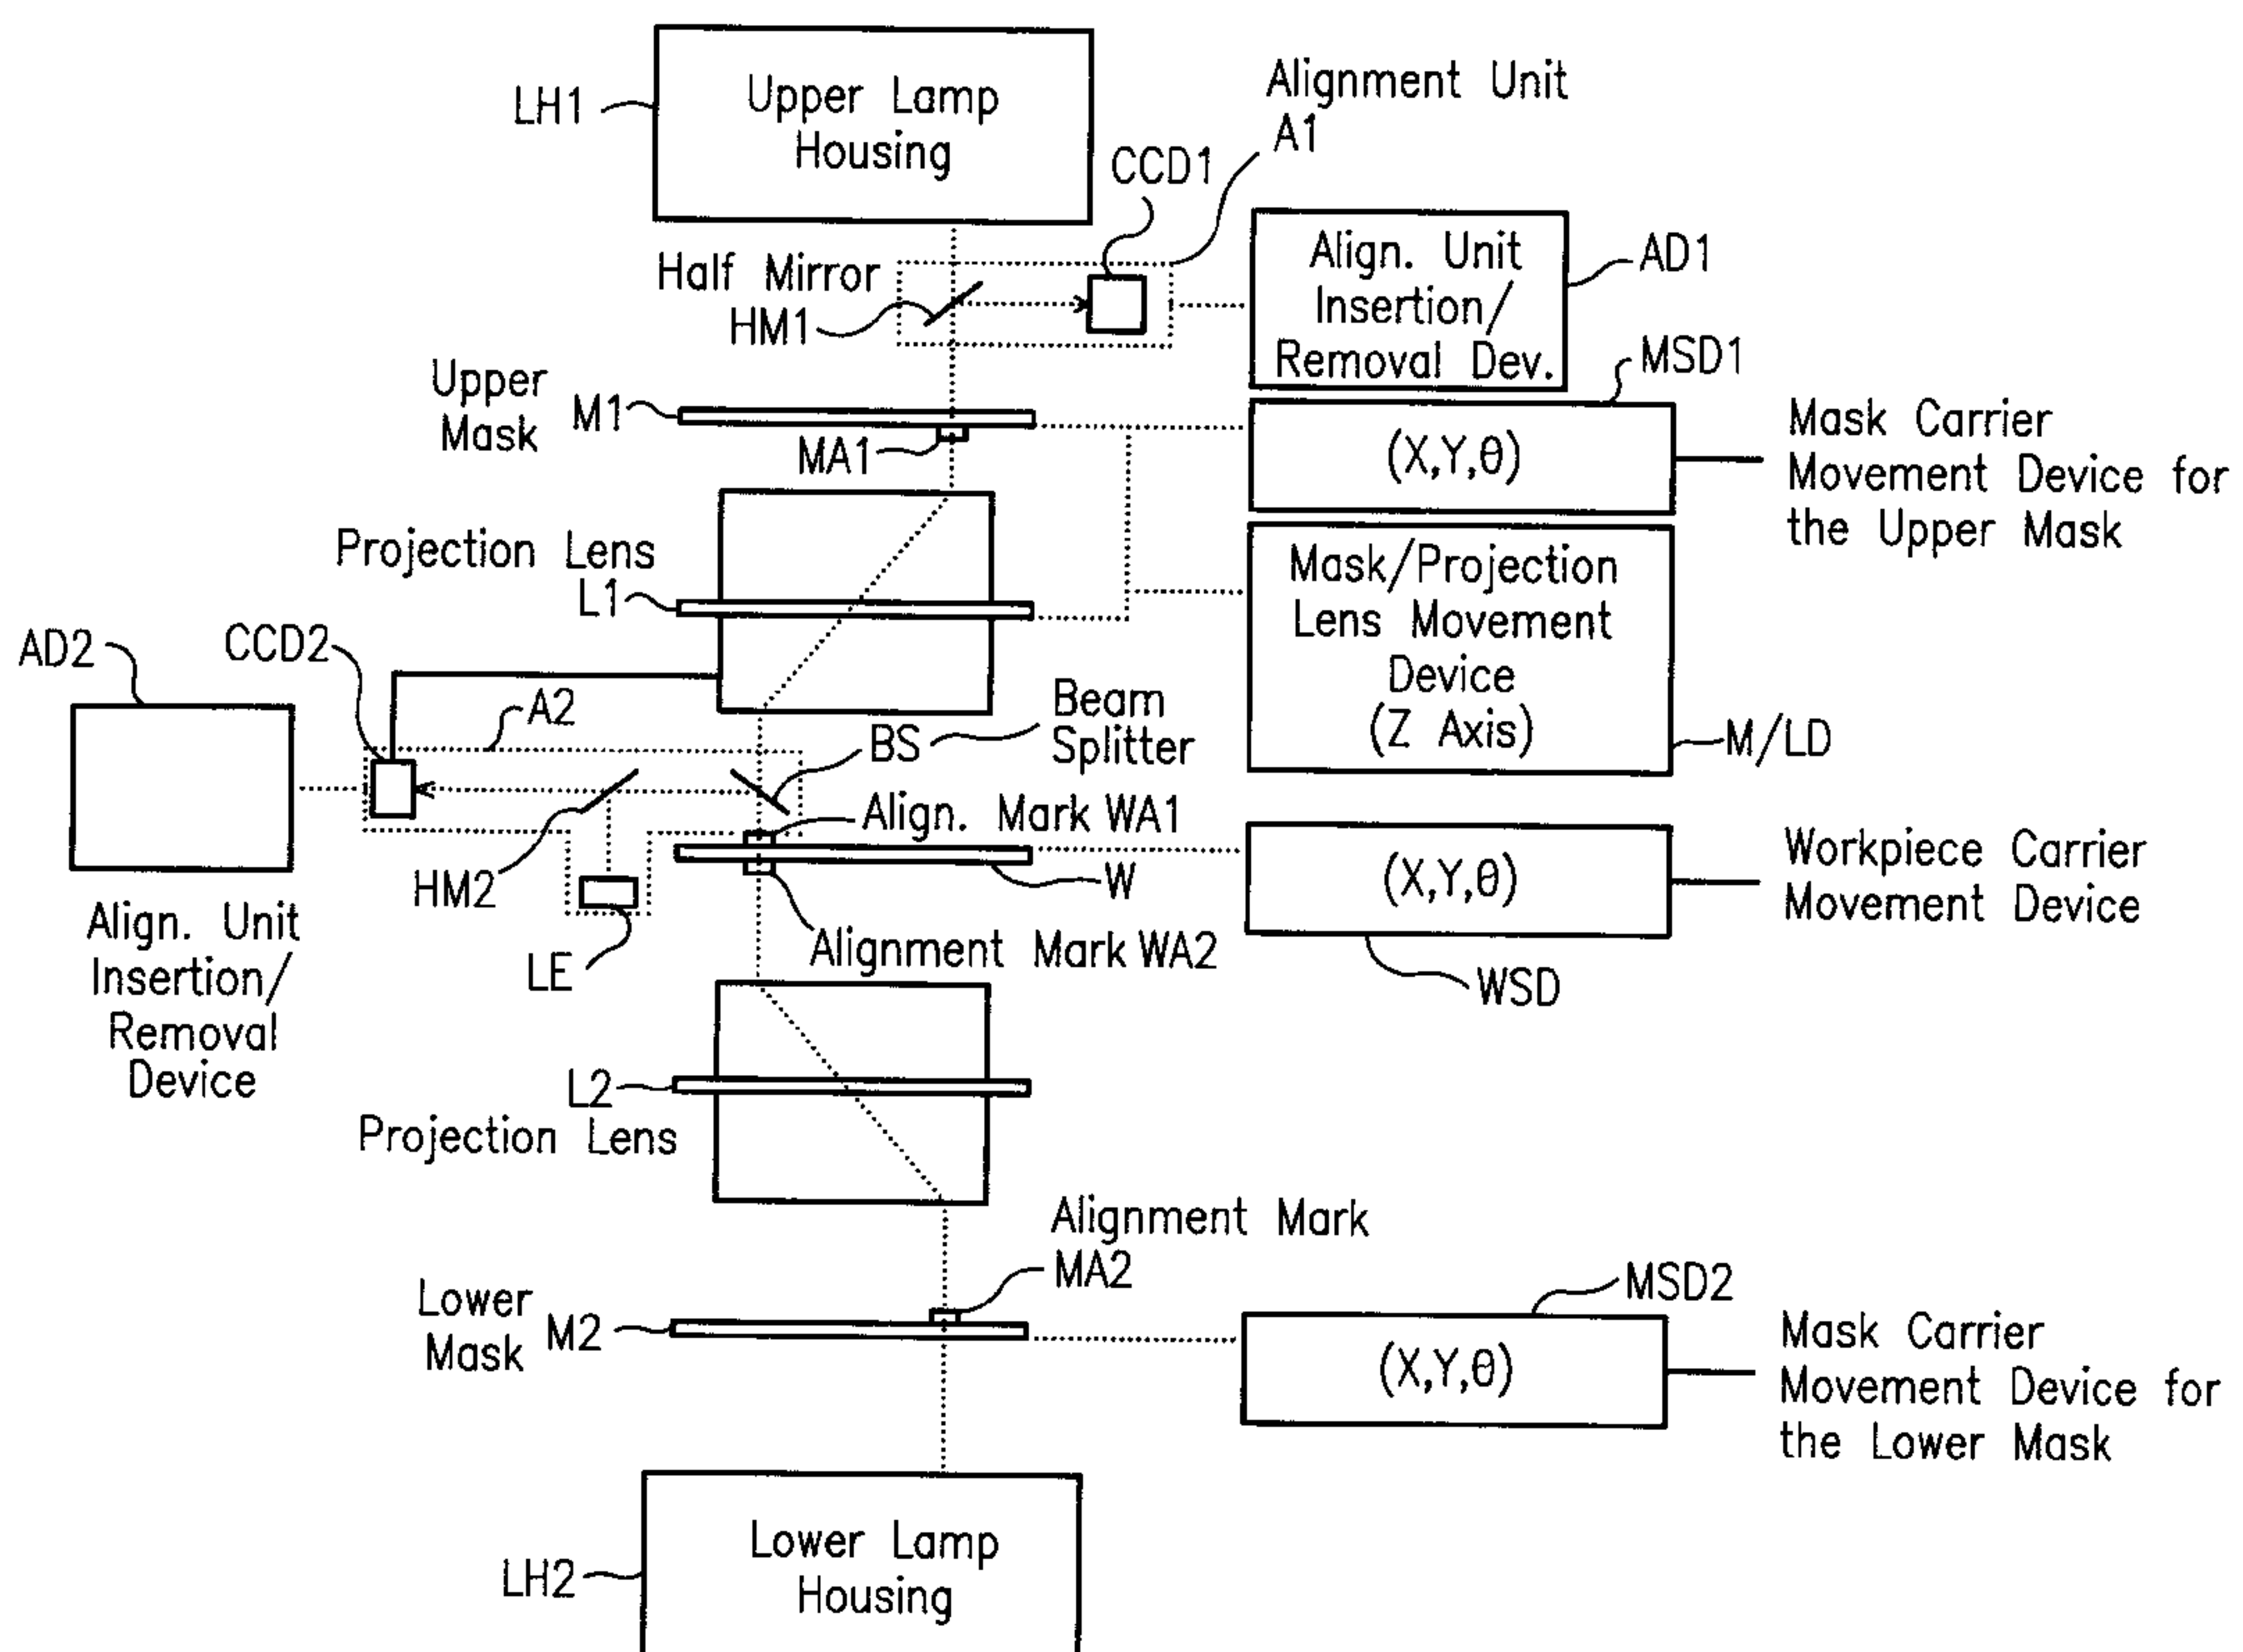 LH1
Upper Lamp
Housing
Alignment Unit
A1
CCD1
Half Mirror
HM1
Align. Unit
Insertion/
Removal Dev.
AD1
MSD1
Upper
Mask
M1
MA1
(X,Y,θ)
Mask Carrier
Movement Device for
the Upper Mask
Projection Lens
L1
Mask/Projection
Lens Movement
Device
(Z Axis)
M/LD
AD2
CCD2
A2
BS
Beam
Splitter
Align. Mark WA1
W
HM2
LE
Alignment Mark WA2
(X,Y,θ)
Workpiece Carrier
Movement Device
WSD
Align. Unit
Insertion/
Removal
Device
L2
Projection Lens
Alignment Mark
MA2
Lower
Mask
M2
MSD2
(X,Y,θ)
Mask Carrier
Movement Device for
the Lower Mask
LH2
Lower Lamp
Housing